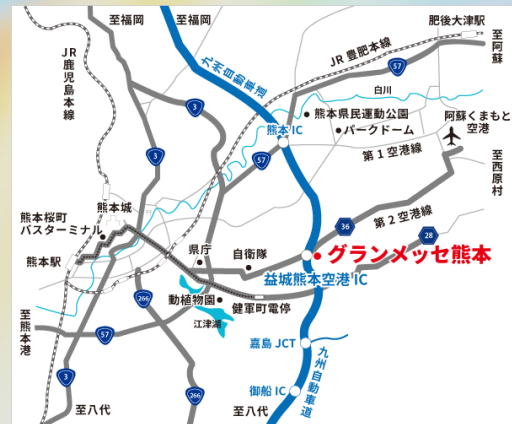 至福岡
至福岡
肥後大津駅
至阿蘇
JR鹿児島本線
九州自動車道
JR豊肥本線
57
3
白川
熊本県民運動公園
パークドーム
阿蘇くまもと
空港
熊本IC
3
57
第1空港線
至西原村
熊本城
熊本桜町
バスターミナル
36
第2空港線
28
県庁
自衛隊
グランメッセ熊本
熊本駅
益城熊本空港IC
266
動植物園
健軍町電停
江津湖
至熊本港
57
嘉島JCT
九州自動車道
3
266
御船IC
至八代
至八代